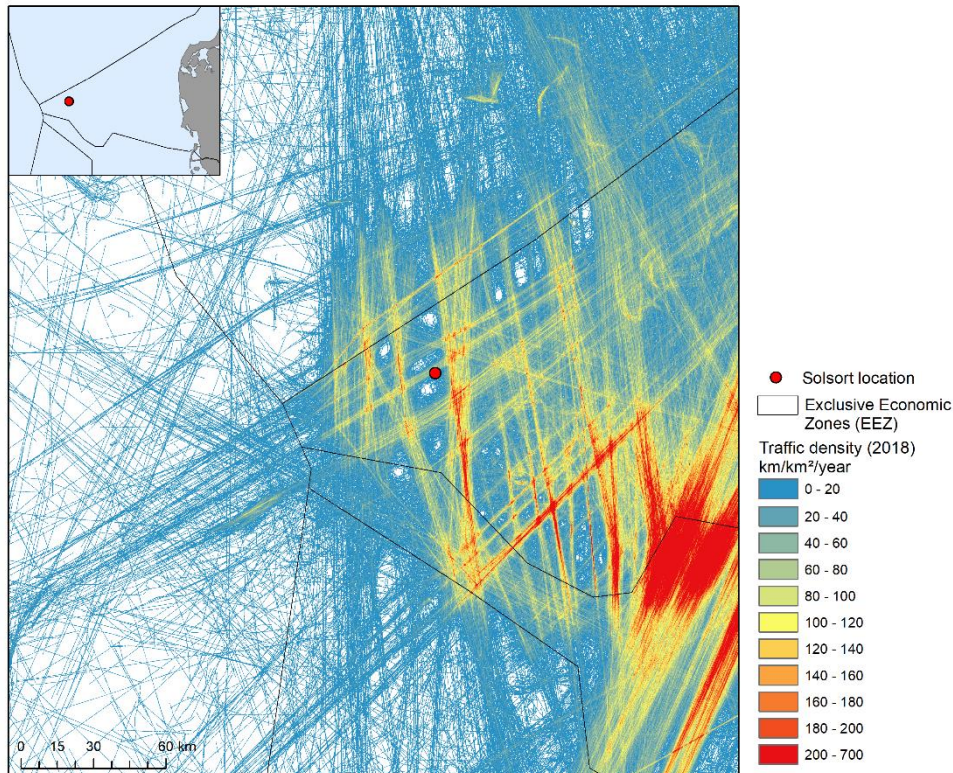 0 15 30 60 km
Solsort location
Exclusive Economic
Zones (EEZ)
Traffic density (2018)
km/km²/year
0 - 20
20 - 40
40 - 60
60 - 80
80 - 100
100 - 120
120 - 140
140 - 160
160 - 180
180 - 200
200 - 700